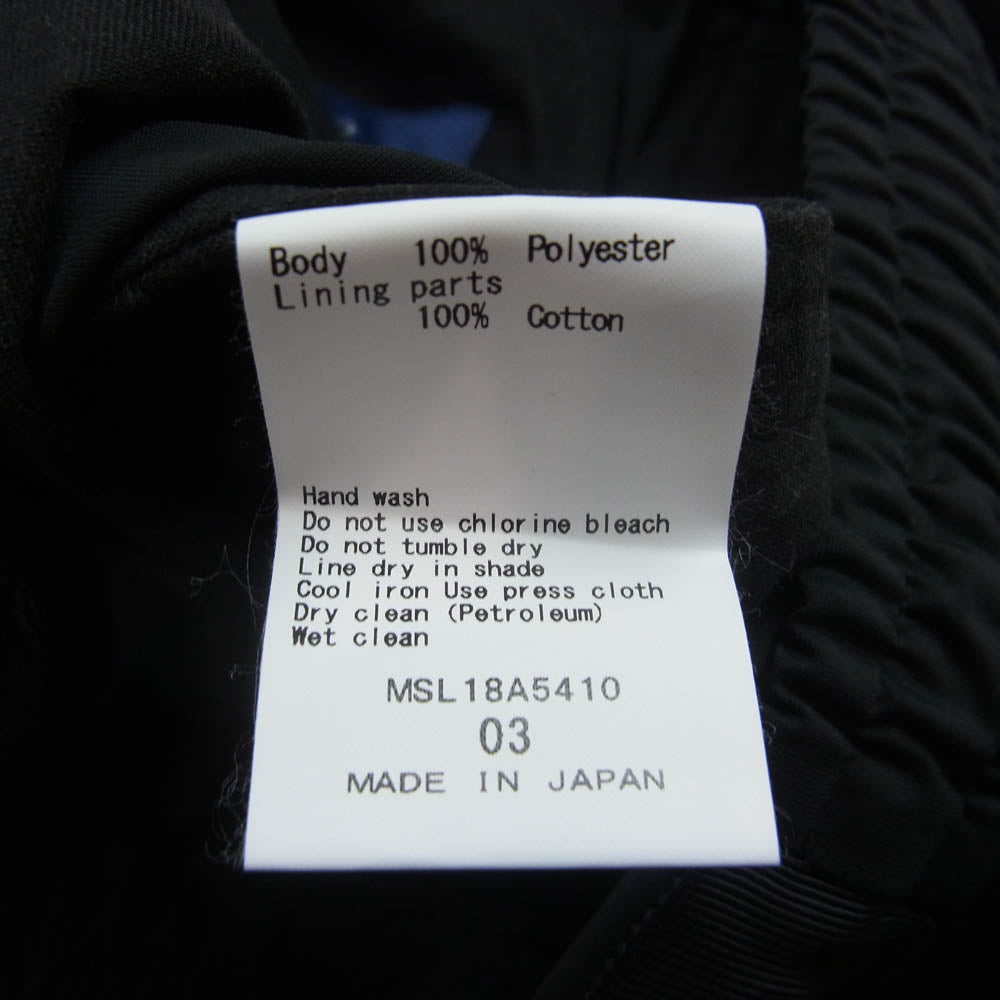 Body 100% Polyester
Lining parts
100% Cotton
Hand wash
Do not use chlorine bleach
Do not tumble dry
Line dry in shade
Cool iron Use press cloth
Dry clean (Petroleum)
Wet clean
MSL18A5410
03
MADE IN JAPAN